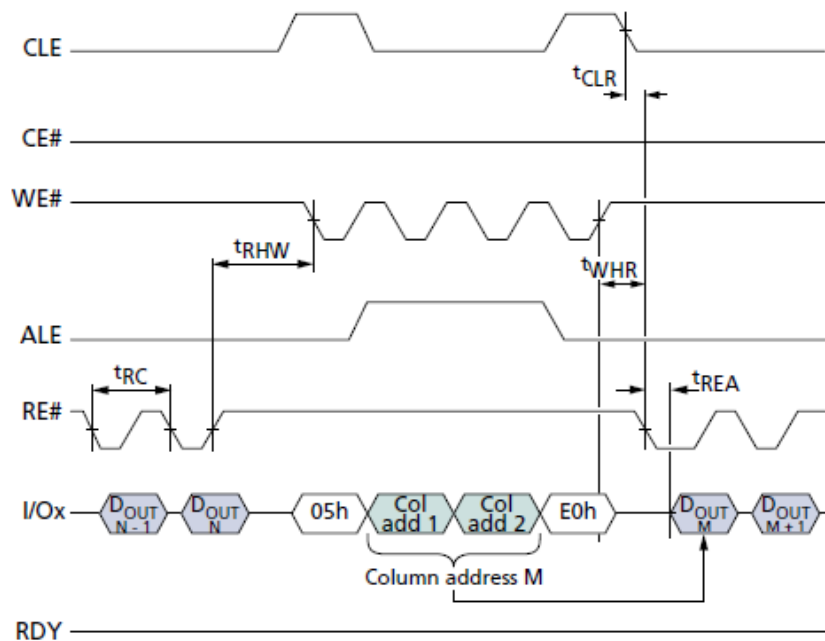 CLE
tCLR
CE#
WE#
tRHW
tWHR
ALE
tRC
tREA
RE#
I/Ox
DOUT
N - 1
DOUT
N
05h
Col
add 1
Col
add 2
E0h
DOUT
M
DOUT
M + 1
Column address M
RDY